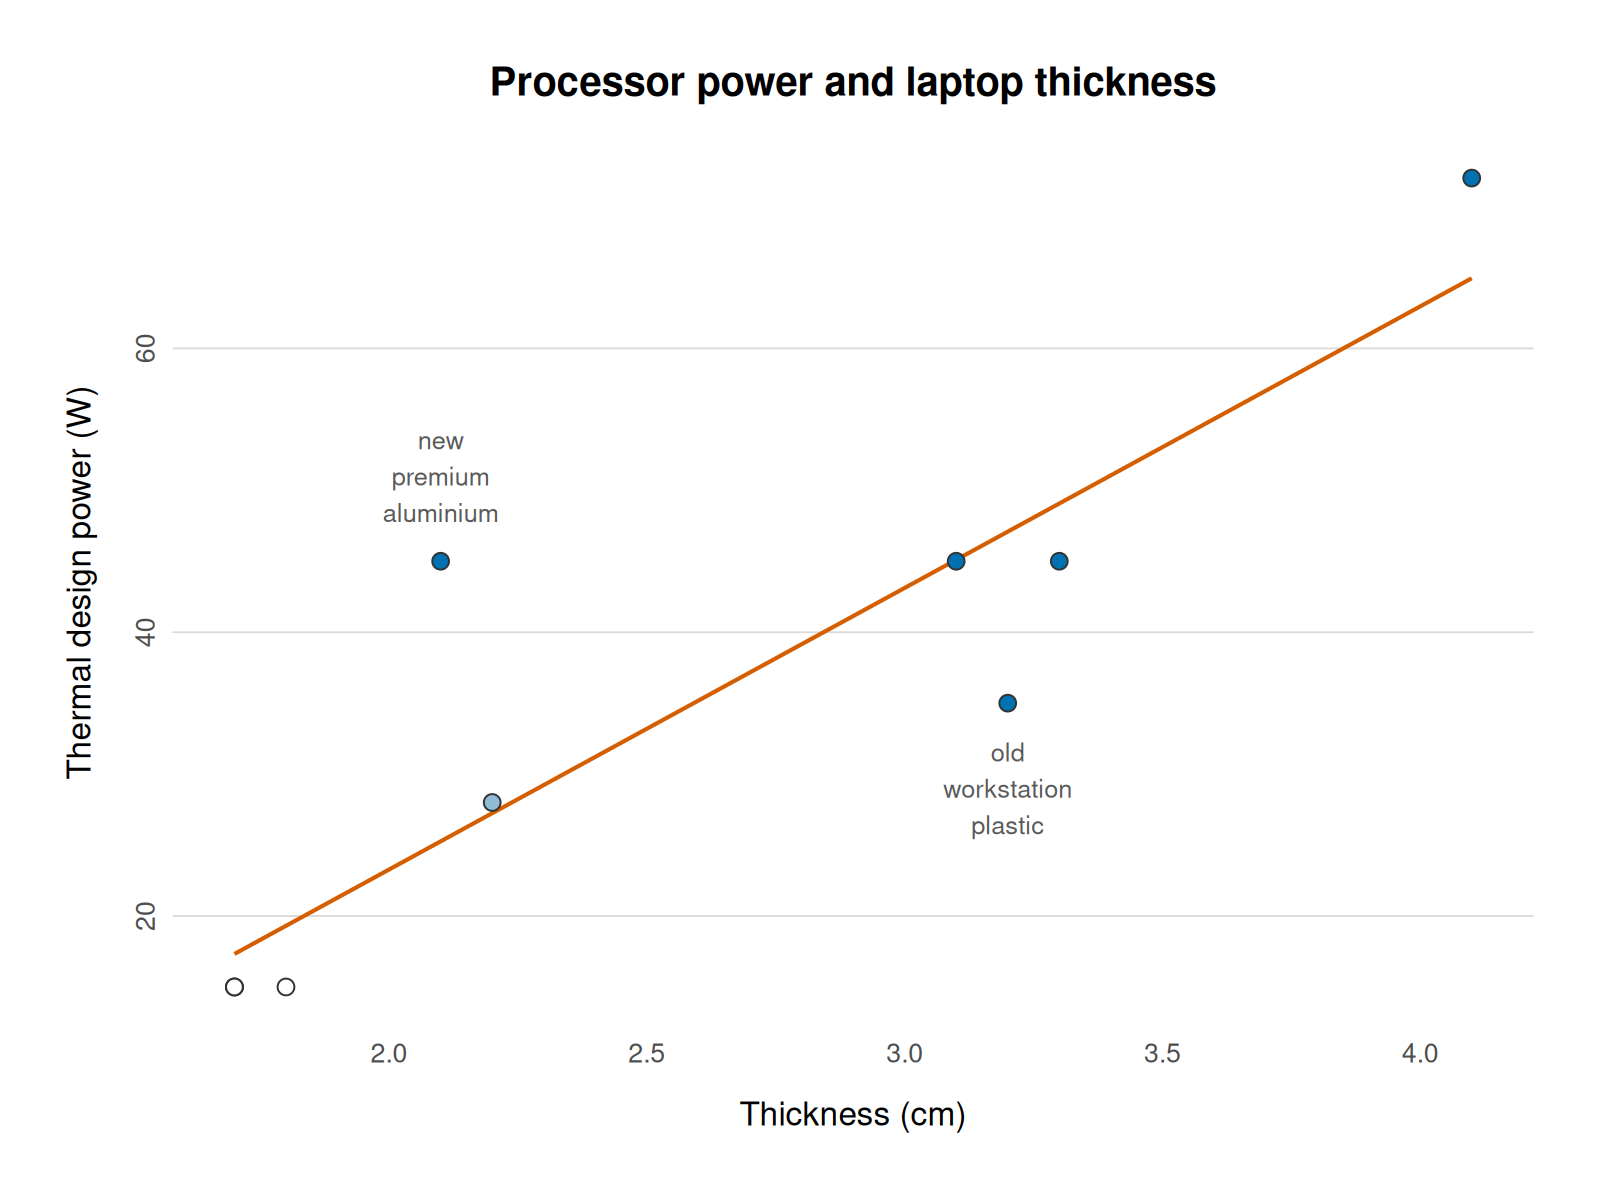 Processor power and laptop thickness
Thermal design power (W)
60
40
20
new
premium
aluminium
old
workstation
plastic
2.0
2.5
3.0
3.5
4.0
Thickness (cm)